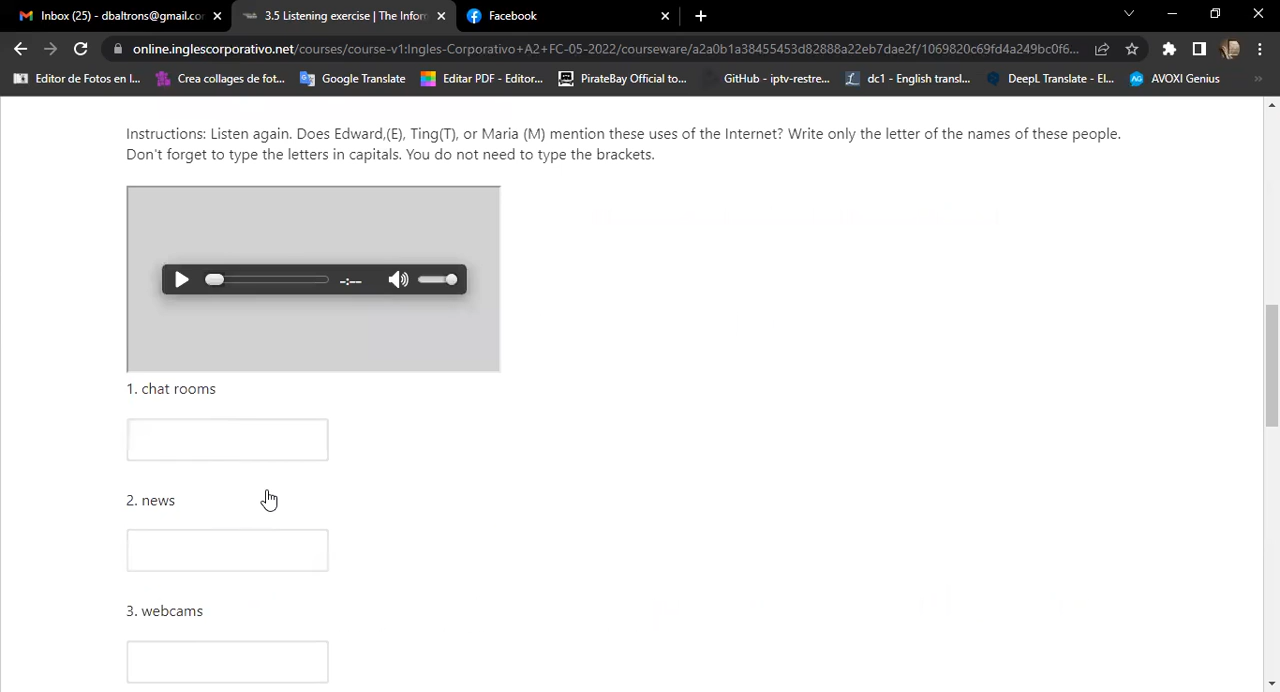 Inbox (25) - dbaltrons@gmail.co
3.5 Listening exercise | The Infor
Facebook
online.inglescorporativo.net/courses/course-v1:Ingles-Corporativo+A2+FC-05-2022/courseware/a2a0b1a38455453d82888a22eb7dae2f/1069820c69fd4a249bc0f6...
Editor de Fotos en l... Crea collages de fot... Google Translate Editar PDF - Editor... PirateBay Official to... GitHub - iptv-restre... dc1 - English transl... DeepL Translate - El... AVOXI Genius »
Instructions: Listen again. Does Edward,(E), Ting(T), or Maria (M) mention these uses of the Internet? Write only the letter of the names of these people.
Don't forget to type the letters in capitals. You do not need to type the brackets.
-:--
1. chat rooms
2. news
3. webcams